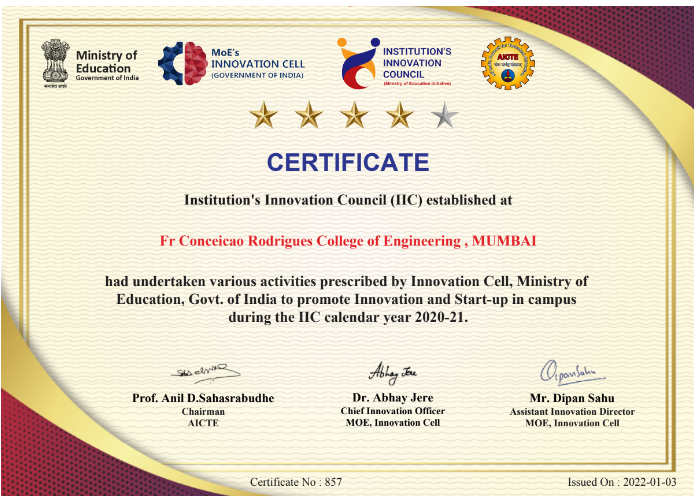 Ministry of
Education
Government of India
सत्यमेव जयते
MoE's
INNOVATION CELL
(GOVERNMENT OF INDIA)
INSTITUTION'S
INNOVATION
COUNCIL
(Ministry of Education Initiative)
AICTE
CERTIFICATE
Institution's Innovation Council (IIC) established at
Fr Conceicao Rodrigues College of Engineering , MUMBAI
had undertaken various activities prescribed by Innovation Cell, Ministry of
Education, Govt. of India to promote Innovation and Start-up in campus
during the IIC calendar year 2020-21.
Abhay Jere
Dipan Sahu
Prof. Anil D.Sahasrabudhe
Chairman
AICTE
Dr. Abhay Jere
Chief Innovation Officer
MOE, Innovation Cell
Mr. Dipan Sahu
Assistant Innovation Director
MOE, Innovation Cell
Certificate No : 857
Issued On : 2022-01-03